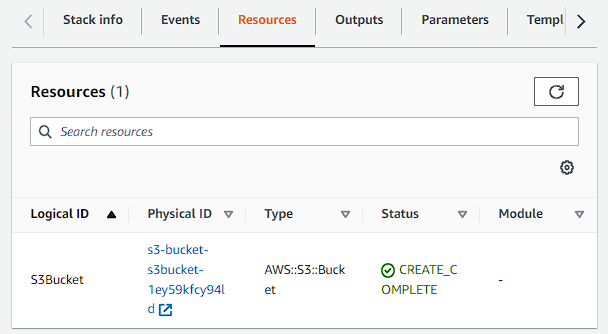 Stack info Events Resources Outputs Parameters Templ
Resources (1)
Search resources
Logical ID Physical ID Type Status Module
S3Bucket
s3-bucket-
s3bucket-
1ey59kfcy94l
d
AWS::S3::Buck
et
CREATE_C
OMPLETE
-